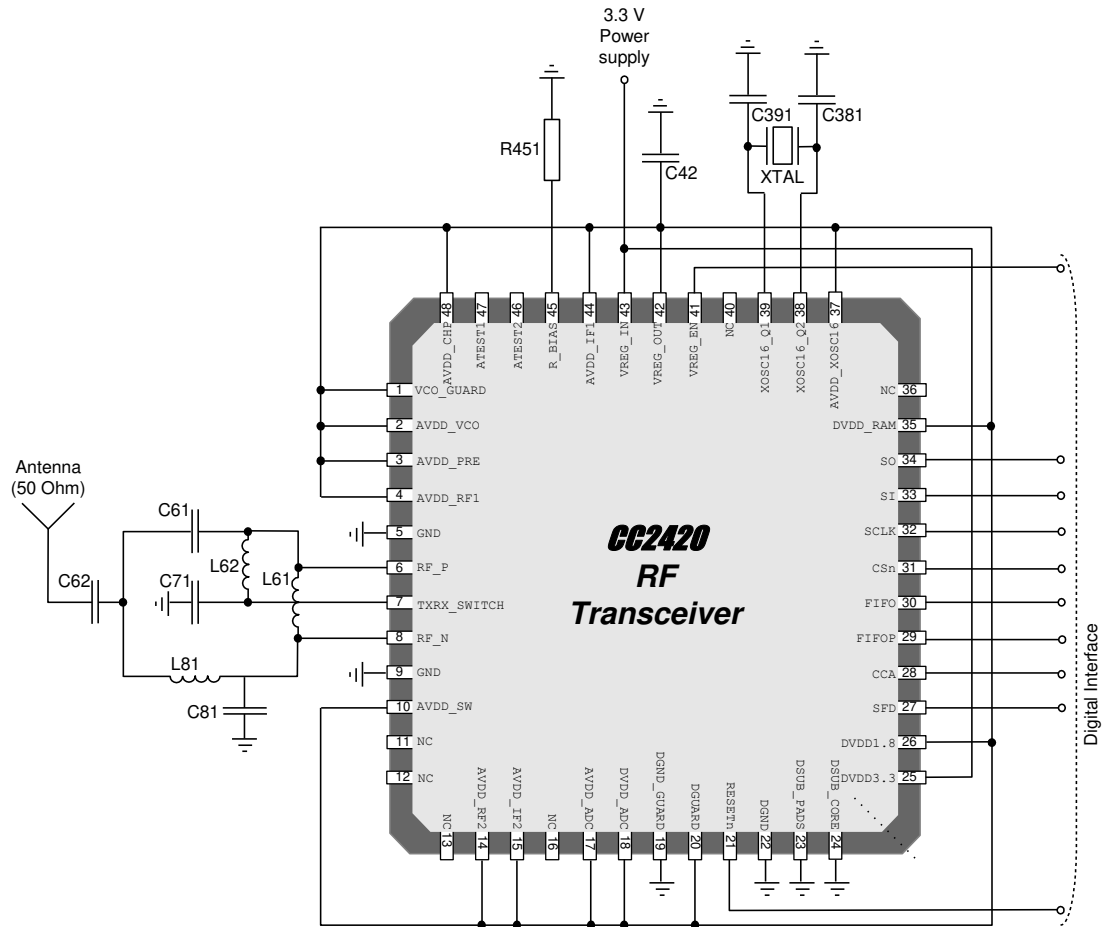 3.3 V
Power
supply
C391
C381
R451
C42
XTAL
48
47
46
45
44
43
42
41
40
39
38
37
AVDD_CHP
ATEST1
ATEST2
R_BIAS
AVDD_IF1
VREG_IN
VREG_OUT
VREG_EN
NC
XOSC16_Q1
XOSC16_Q2
AVDD_XOSC16
1 VCO_GUARD
2 AVDD_VCO
3 AVDD_PRE
4 AVDD_RF1
5 GND
6 RF_P
7 TXRX_SWITCH
8 RF_N
9 GND
10 AVDD_SW
11 NC
12 NC
NC 36
DVDD_RAM 35
SO 34
SI 33
SCLK 32
CSn 31
FIFO 30
FIFOP 29
CCA 28
SFD 27
DVDD1.8 26
DVDD3.3 25
Antenna
(50 Ohm)
C61
C62
L62
L61
C71
L81
C81
CC2420
RF
Transceiver
Digital Interface
NC
AVDD_RF2
AVDD_IF2
NC
AVDD_ADC
DVDD_ADC
DGND_GUARD
DGUARD
RESETn
DGND
DSUB_PADS
DSUB_CORE
13
14
15
16
17
18
19
20
21
22
23
24